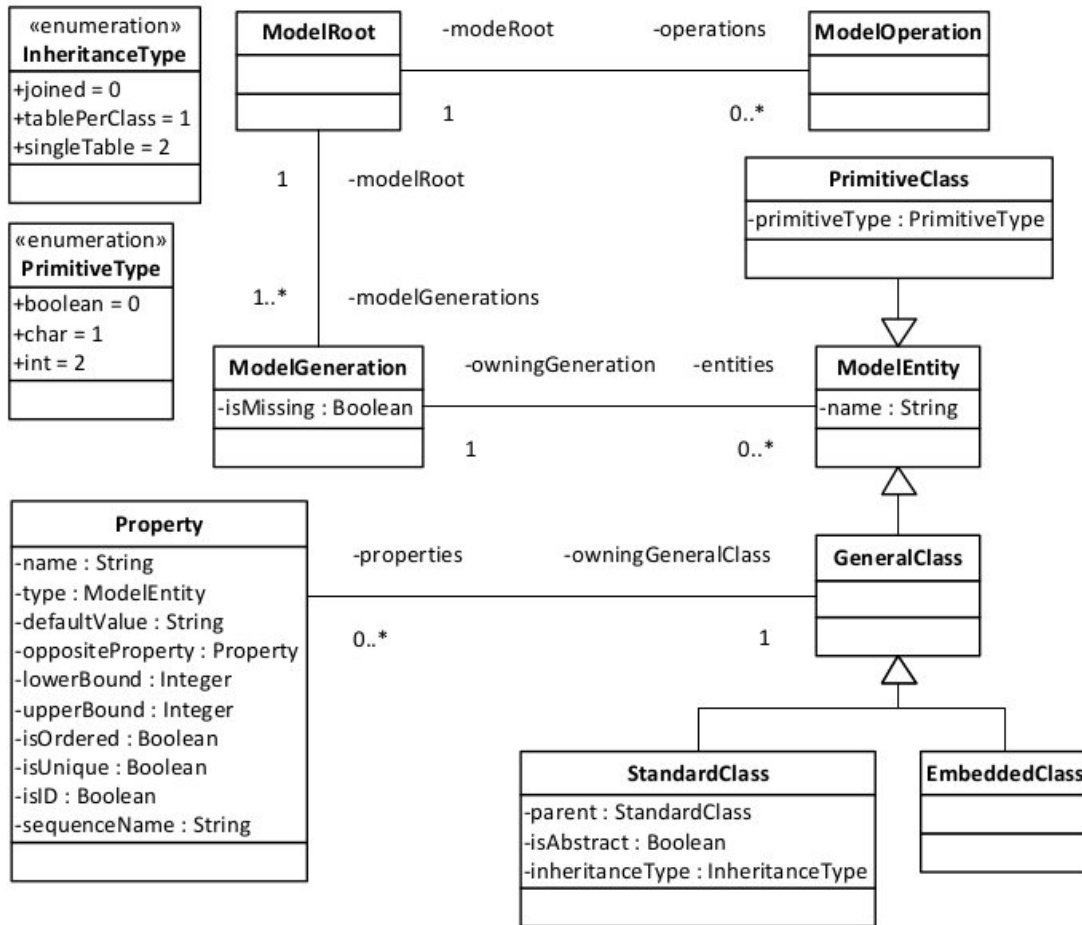 «enumeration»
InheritanceType
+joined = 0
+tablePerClass = 1
+singleTable = 2
ModelRoot
-modeRoot
-operations
1
0..*
ModelOperation
1
-modelRoot
1..*
-modelGenerations
«enumeration»
PrimitiveType
+boolean = 0
+char = 1
+int = 2
PrimitiveClass
-primitiveType : PrimitiveType
ModelGeneration
-isMissing : Boolean
-owningGeneration
-entities
1
0..*
ModelEntity
-name : String
Property
-name : String
-type : ModelEntity
-defaultValue : String
-oppositeProperty : Property
-lowerBound : Integer
-upperBound : Integer
-isOrdered : Boolean
-isUnique : Boolean
-isID : Boolean
-sequenceName : String
-properties
-owningGeneralClass
0..*
1
GeneralClass
StandardClass
-parent : StandardClass
-isAbstract : Boolean
-inheritanceType : InheritanceType
EmbeddedClass